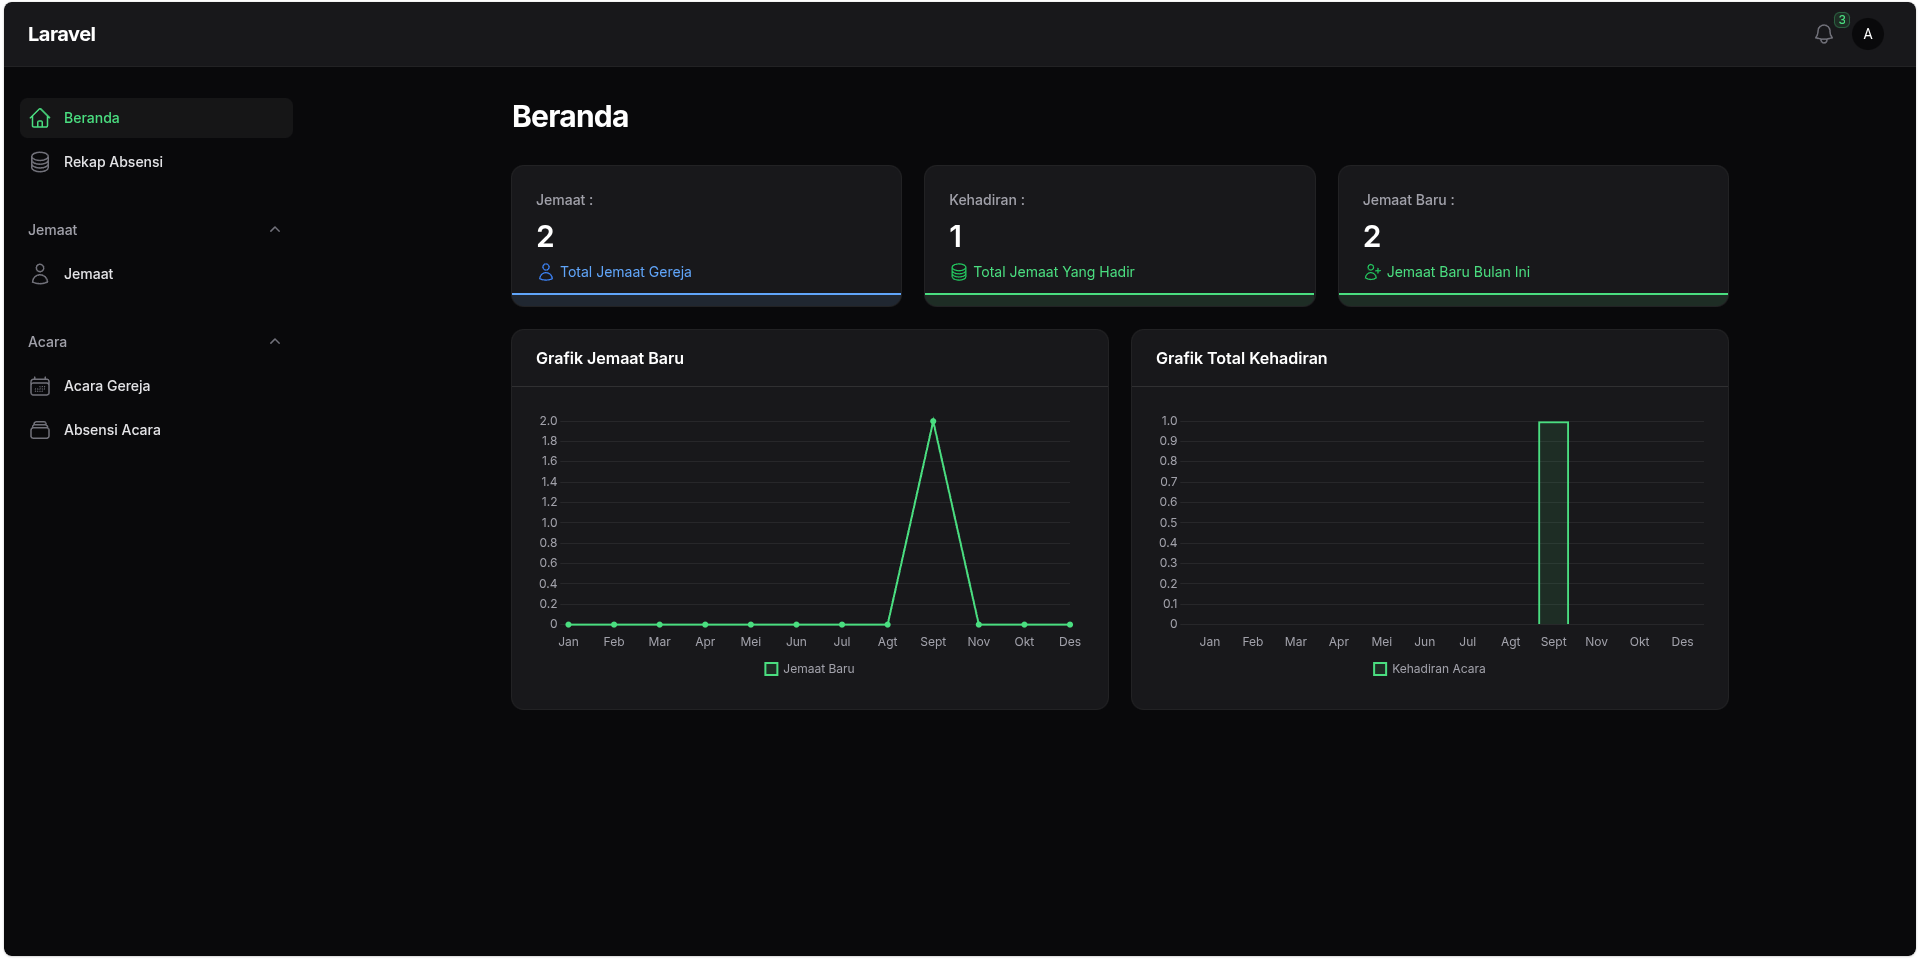 Laravel
3
A
Beranda
Rekap Absensi
Jemaat
Jemaat
Acara
Acara Gereja
Absensi Acara
Beranda
Jemaat :
2
Total Jemaat Gereja
Kehadiran :
1
Total Jemaat Yang Hadir
Jemaat Baru :
2
Jemaat Baru Bulan Ini
Grafik Jemaat Baru
2.0
1.8
1.6
1.4
1.2
1.0
0.8
0.6
0.4
0.2
0
Jan Feb Mar Apr Mei Jun Jul Agt Sept Nov Okt Des
Jemaat Baru
Grafik Total Kehadiran
1.0
0.9
0.8
0.7
0.6
0.5
0.4
0.3
0.2
0.1
0
Jan Feb Mar Apr Mei Jun Jul Agt Sept Nov Okt Des
Kehadiran Acara